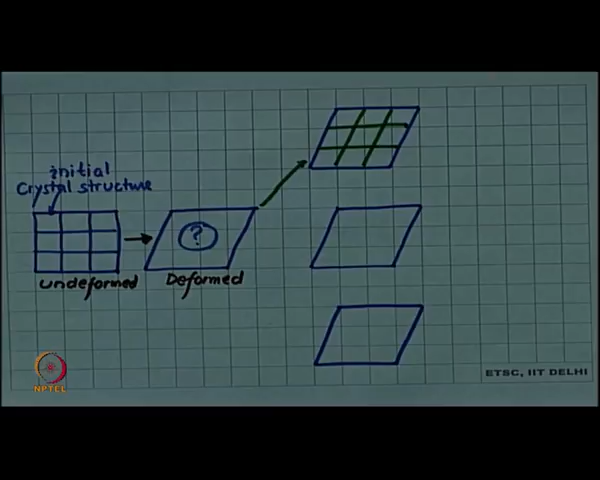 initial
Crystal structure
?
undeformed
Deformed
NPTEL
ETSC, IIT DELHI